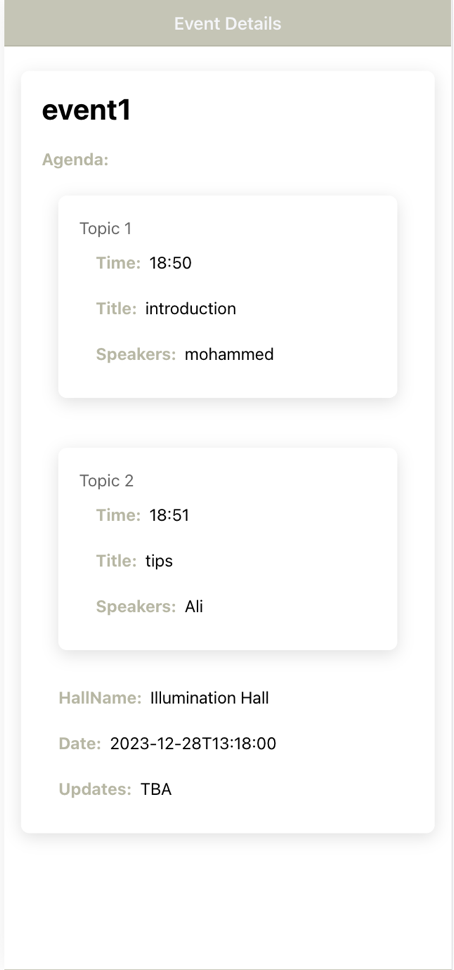 Event Details
event1
Agenda:
Topic 1
Time: 18:50
Title: introduction
Speakers: mohammed
Topic 2
Time: 18:51
Title: tips
Speakers: Ali
HallName: Illumination Hall
Date: 2023-12-28T13:18:00
Updates: TBA